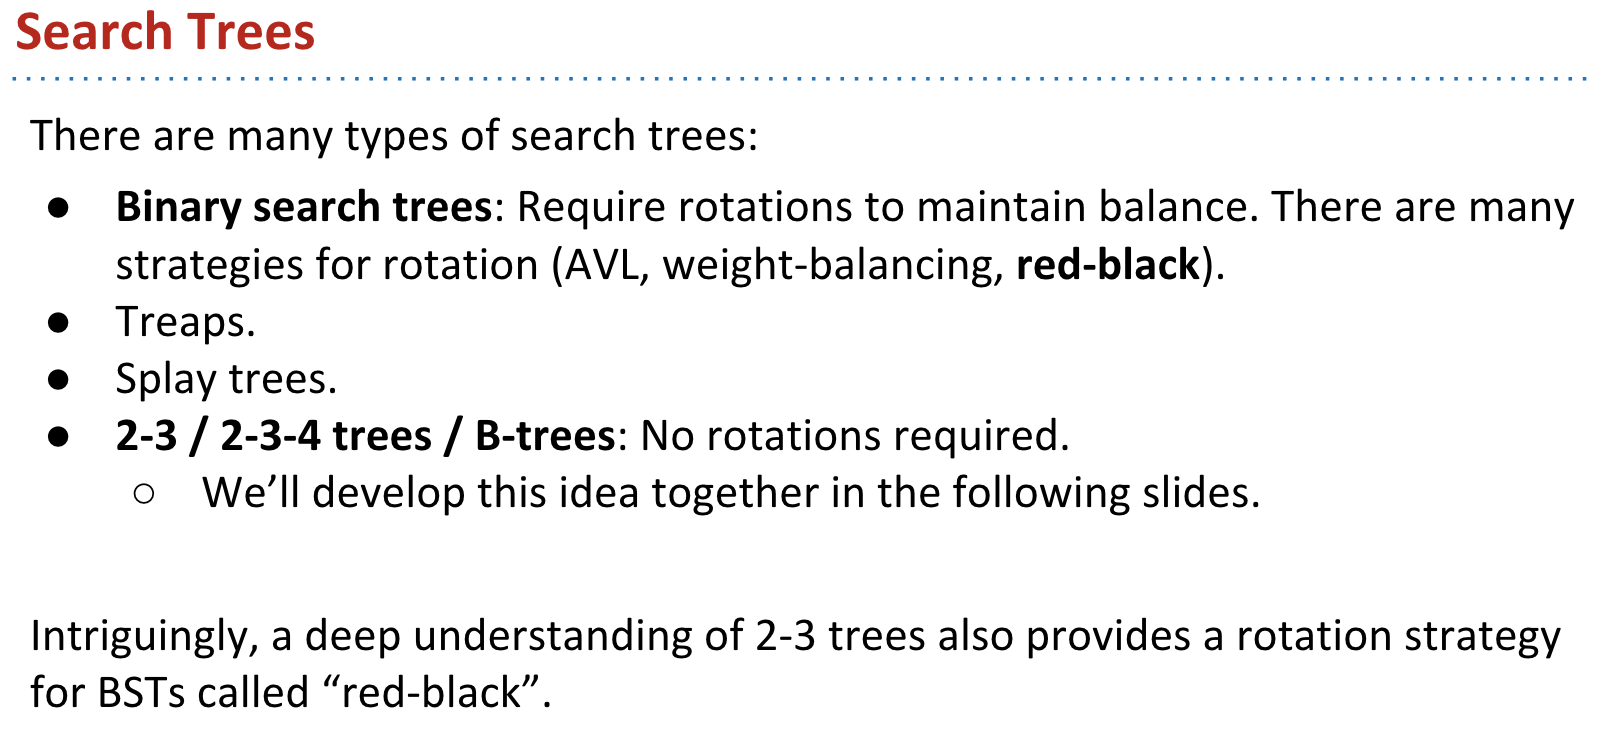 Search Trees
There are many types of search trees:
● Binary search trees: Require rotations to maintain balance. There are many
strategies for rotation (AVL, weight-balancing, red-black).
● Treaps.
● Splay trees.
● 2-3 / 2-3-4 trees / B-trees: No rotations required.
○ We’ll develop this idea together in the following slides.
Intriguingly, a deep understanding of 2-3 trees also provides a rotation strategy
for BSTs called “red-black”.